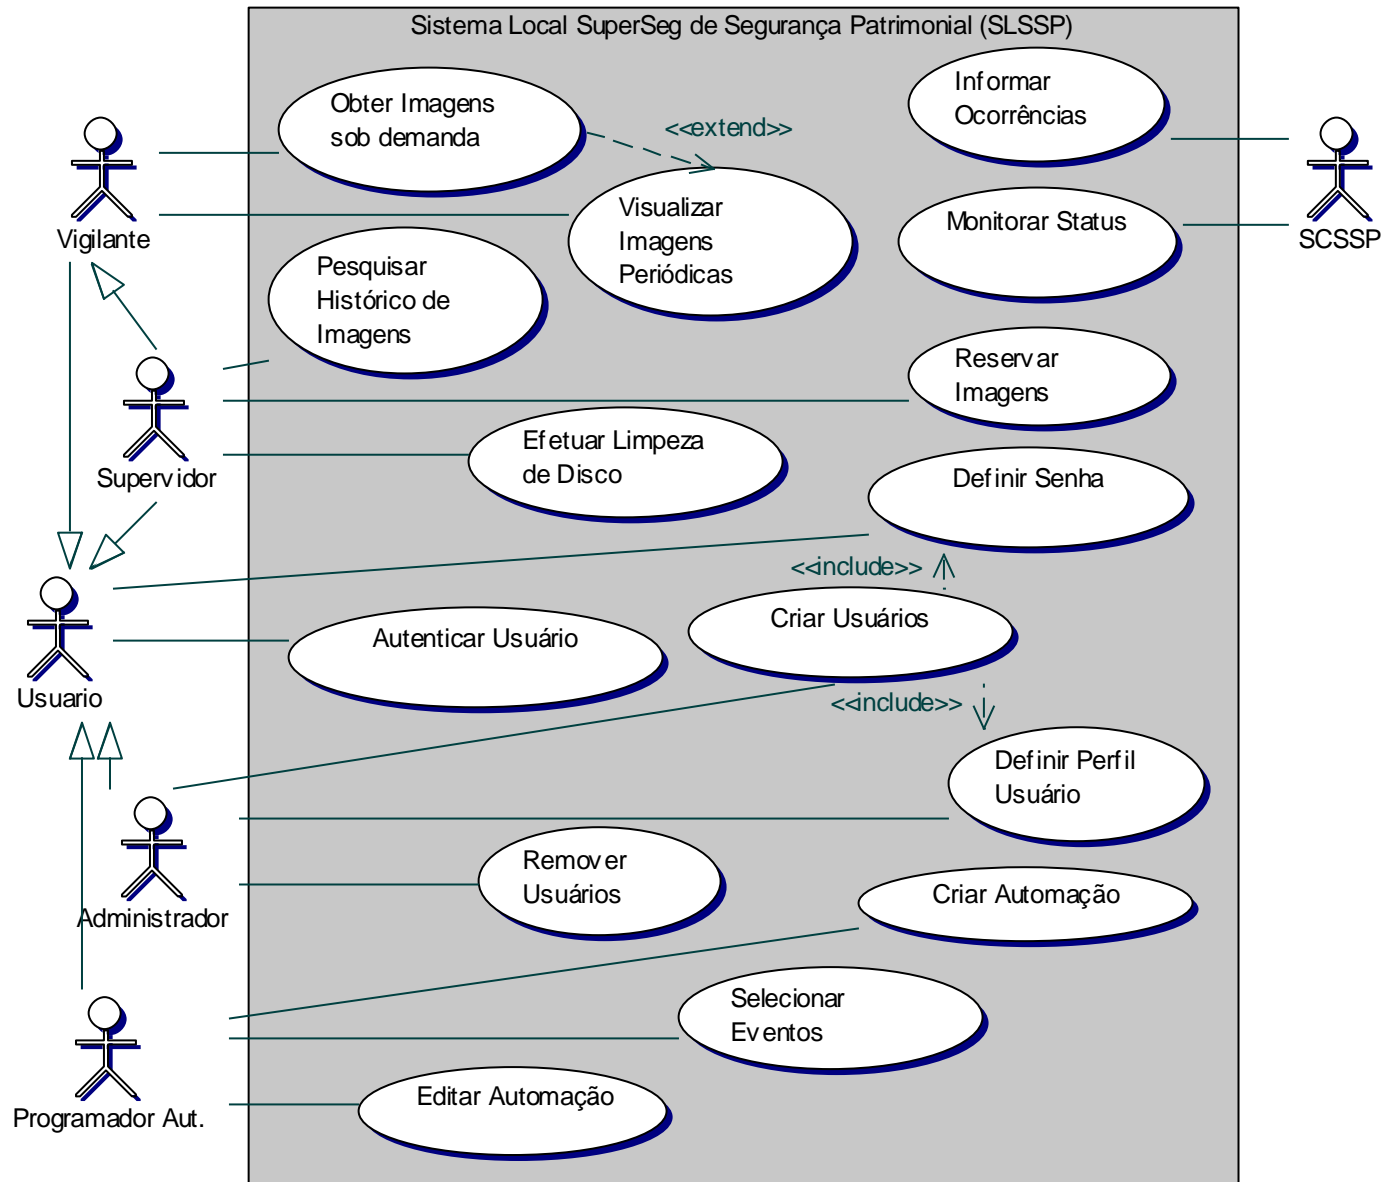 Sistema Local SuperSeg de Segurança Patrimonial (SLSSP)
Obter Imagens
sob demanda
<<extend>>
Informar
Ocorrências
Vigilante
Visualizar
Imagens
Periódicas
Monitorar Status
SCSSP
Pesquisar
Histórico de
Imagens
Reservar
Imagens
Supervidor
Efetuar Limpeza
de Disco
Definir Senha
<<include>>
Usuario
Autenticar Usuário
Criar Usuários
<<include>>
Definir Perfil
Usuário
Administrador
Remover
Usuários
Criar Automação
Selecionar
Eventos
Programador Aut.
Editar Automação